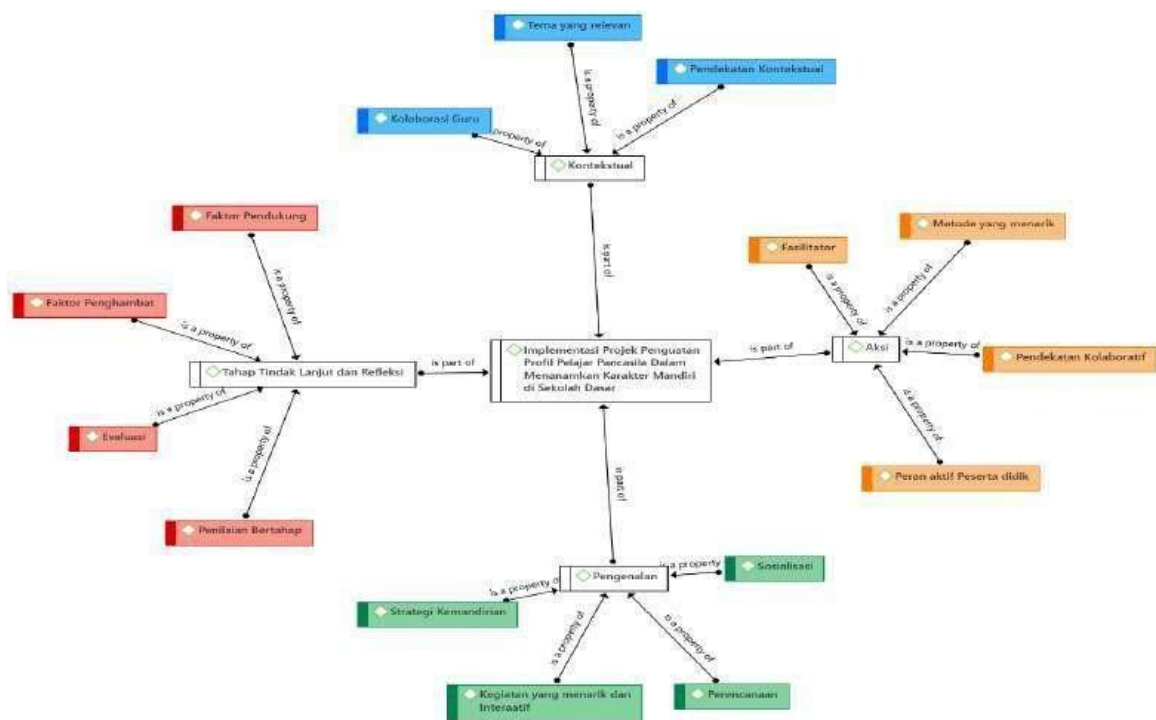 Tema yang relevan
is a property of
Pendekatan Kontekstual
is a property of
Kolaborasi Guru
property of
Kontekstual
is part of
Faktor Pendukung
is a property of
Faktor Penghambat
is a property of
Tahap Tindak Lanjut dan Refleksi
is part of
is a property of
Evaluasi
is a property of
Penilaian Bertahap
Implementasi Projek Penguatan
Profil Pelajar Pancasila Dalam
Menanamkan Karakter Mandiri
di Sekolah Dasar
Metode yang menarik
is a property of
Fasilitator
is a property of
Aksi
is part of
is a property of
Pendekatan Kolaboratif
is a property of
Peran aktif Peserta didik
is part of
Pengenalan
is a property
Sosialisasi
is a property o
Strategi Kemandirian
is a property of
Kegiatan yang menarik dan
Interaatif
is a property of
Perencanaan